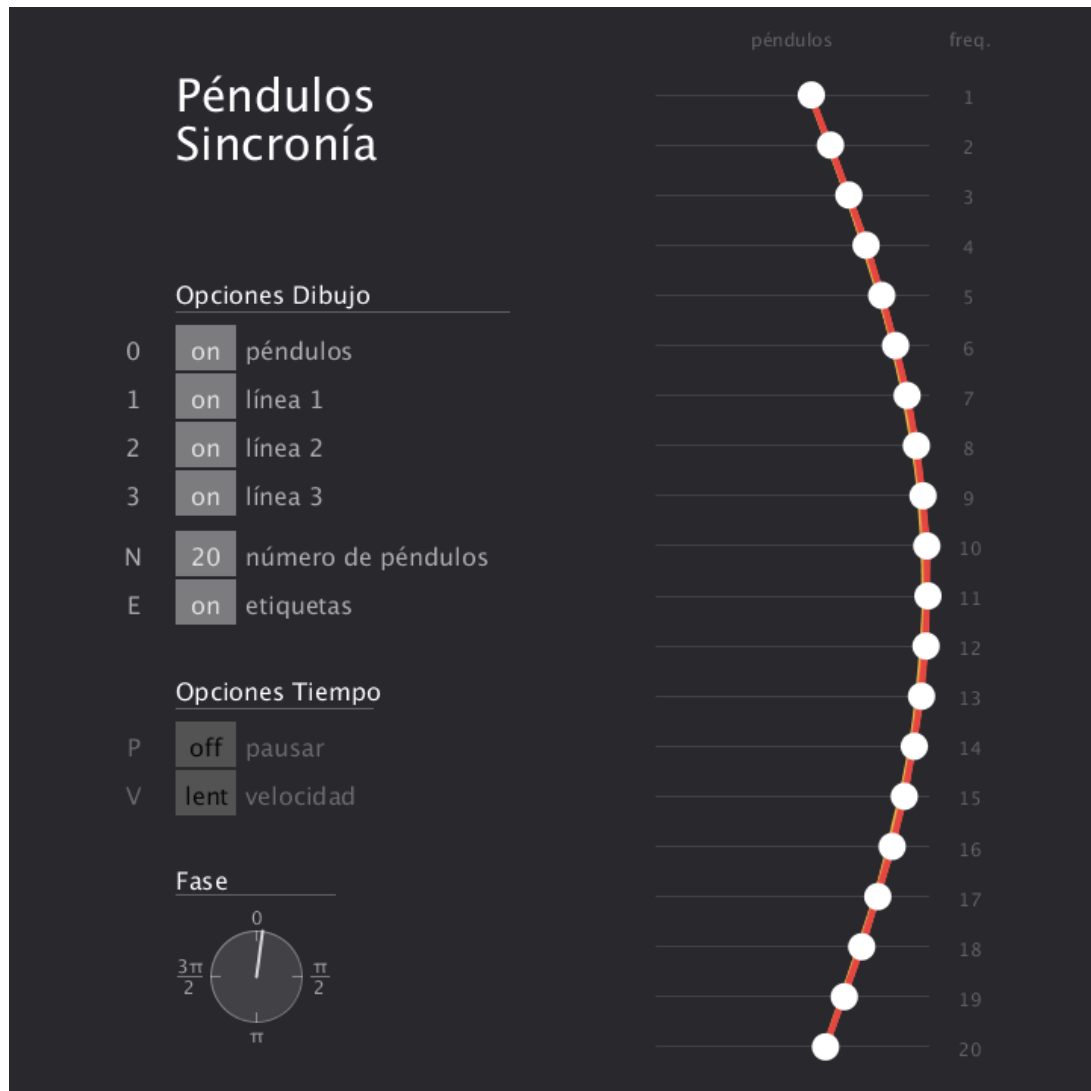 Péndulos
Sincronía
Opciones Dibujo
0 on péndulos
1 on línea 1
2 on línea 2
3 on línea 3
N 20 número de péndulos
E on etiquetas
Opciones Tiempo
P off pausar
V lent velocidad
Fase
0
3π/2
π/2
π
péndulos freq.
1
2
3
4
5
6
7
8
9
10
11
12
13
14
15
16
17
18
19
20